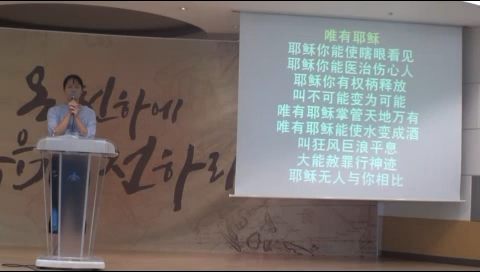 唯有耶稣
耶稣你能使瞎眼看见
耶稣你能医治伤心人
耶稣你有权柄释放
叫不可能变为可能
唯有耶稣掌管天地万有
唯有耶稣能使水变成酒
叫狂风巨浪平息
大能赦罪行神迹
耶稣无人与你相比